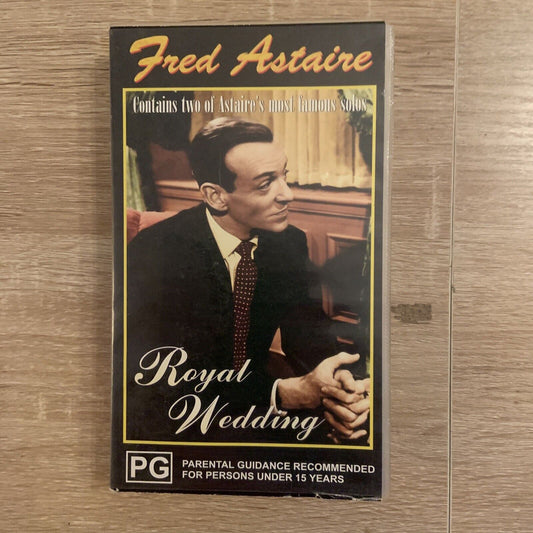 Fred Astaire
Contains two of Astaire's most famous solos
Royal
Wedding
PG
PARENTAL GUIDANCE RECOMMENDED
FOR PERSONS UNDER 15 YEARS